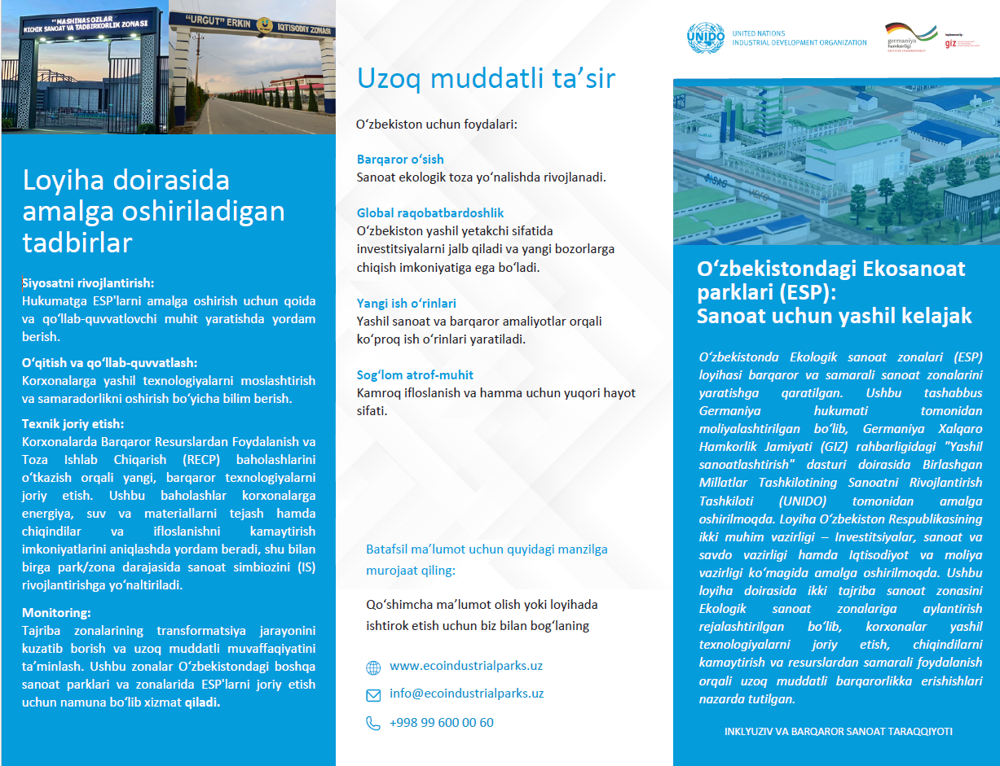 "MASHINASOZLAR"
KICHIK SANOAT VA TADBIRKORLIK ZONASI
"URGUT" ERKIN IQTISODIY ZONASI
Loyiha doirasida
amalga oshiriladigan
tadbirlar
Siyosatni rivojlantirish:
Hukumatga ESP'larni amalga oshirish uchun qoida
va qo‘llab-quvvatlovchi muhit yaratishda yordam
berish.
O‘qitish va qo‘llab-quvvatlash:
Korxonalarga yashil texnologiyalarni moslashtirish
va samaradorlikni oshirish bo‘yicha bilim berish.
Texnik joriy etish:
Korxonalarda Barqaror Resurslardan Foydalanish va
Toza Ishlab Chiqarish (RECP) baholashlarini
o‘tkazish orqali yangi, barqaror texnologiyalarni
joriy etish. Ushbu baholashlar korxonalarga
energiya, suv va materiallarni tejash hamda
chiqindilar va ifloslanishni kamaytirish
imkoniyatlarini aniqlashda yordam beradi, shu bilan
birga park/zona darajasida sanoat simbiozini (IS)
rivojlantirishga yo‘naltiriladi.
Monitoring:
Tajriba zonalarining transformatsiya jarayonini
kuzatib borish va uzoq muddatli muvaffaqiyatini
ta’minlash. Ushbu zonalar O‘zbekistondagi boshqa
sanoat parklari va zonalarida ESP'larni joriy etish
uchun namuna bo‘lib xizmat qiladi.
Uzoq muddatli ta’sir
O‘zbekiston uchun foydalari:
Barqaror o‘sish
Sanoat ekologik toza yo‘nalishda rivojlanadi.
Global raqobatbardoshlik
O‘zbekiston yashil yetakchi sifatida
investitsiyalarni jalb qiladi va yangi bozorlarga
chiqish imkoniyatiga ega bo‘ladi.
Yangi ish o‘rinlari
Yashil sanoat va barqaror amaliyotlar orqali
ko‘proq ish o‘rinlari yaratiladi.
Sog‘lom atrof-muhit
Kamroq ifloslanish va hamma uchun yuqori hayot
sifati.
Batafsil ma’lumot uchun quyidagi manzilga
murojaat qiling:
Qo‘shimcha ma’lumot olish yoki loyihada
ishtirok etish uchun biz bilan bog‘laning
www.ecoindustrialparks.uz
info@ecoindustrialparks.uz
+998 99 600 00 60
UNIDO
UNITED NATIONS
INDUSTRIAL DEVELOPMENT ORGANIZATION
germaniya
hamkorligi
DEUTSCHE ZUSAMMENARBEIT
Implemented by:
giz
O‘zbekistondagi Ekosanoat
parklari (ESP):
Sanoat uchun yashil kelajak
O‘zbekistonda Ekologik sanoat zonalari (ESP)
loyihasi barqaror va samarali sanoat zonalarini
yaratishga qaratilgan. Ushbu tashabbus
Germaniya hukumati tomonidan
moliyalashtirilgan bo‘lib, Germaniya Xalqaro
Hamkorlik Jamiyati (GIZ) rahbarligidagi "Yashil
sanoatlashtirish" dasturi doirasida Birlashgan
Millatlar Tashkilotining Sanoatni Rivojlantirish
Tashkiloti (UNIDO) tomonidan amalga
oshirilmoqda. Loyiha O‘zbekiston Respublikasining
ikki muhim vazirligi – Investitsiyalar, sanoat va
savdo vazirligi hamda Iqtisodiyot va moliya
vazirligi ko‘magida amalga oshirilmoqda. Ushbu
loyiha doirasida ikki tajriba sanoat zonasini
Ekologik sanoat zonalariga aylantirish
rejalashtirilgan bo‘lib, korxonalar yashil
texnologiyalarni joriy etish, chiqindilarni
kamaytirish va resurslardan samarali foydalanish
orqali uzoq muddatli barqarorlikka erishishlari
nazarda tutilgan.
INKLYUZIV VA BARQAROR SANOAT TARAQQIYOTI